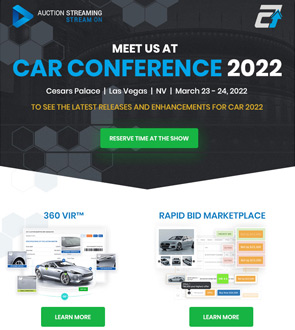 AUCTION STREAMING
STREAM ON
MEET US AT
CAR CONFERENCE 2022
Cesars Palace | Las Vegas | NV | March 23 - 24, 2022
TO SEE THE LATEST RELEASES AND ENHANCEMENTS FOR CAR 2022
RESERVE TIME AT THE SHOW
360 VIR™
RAPID BID MARKETPLACE
LEARN MORE
LEARN MORE